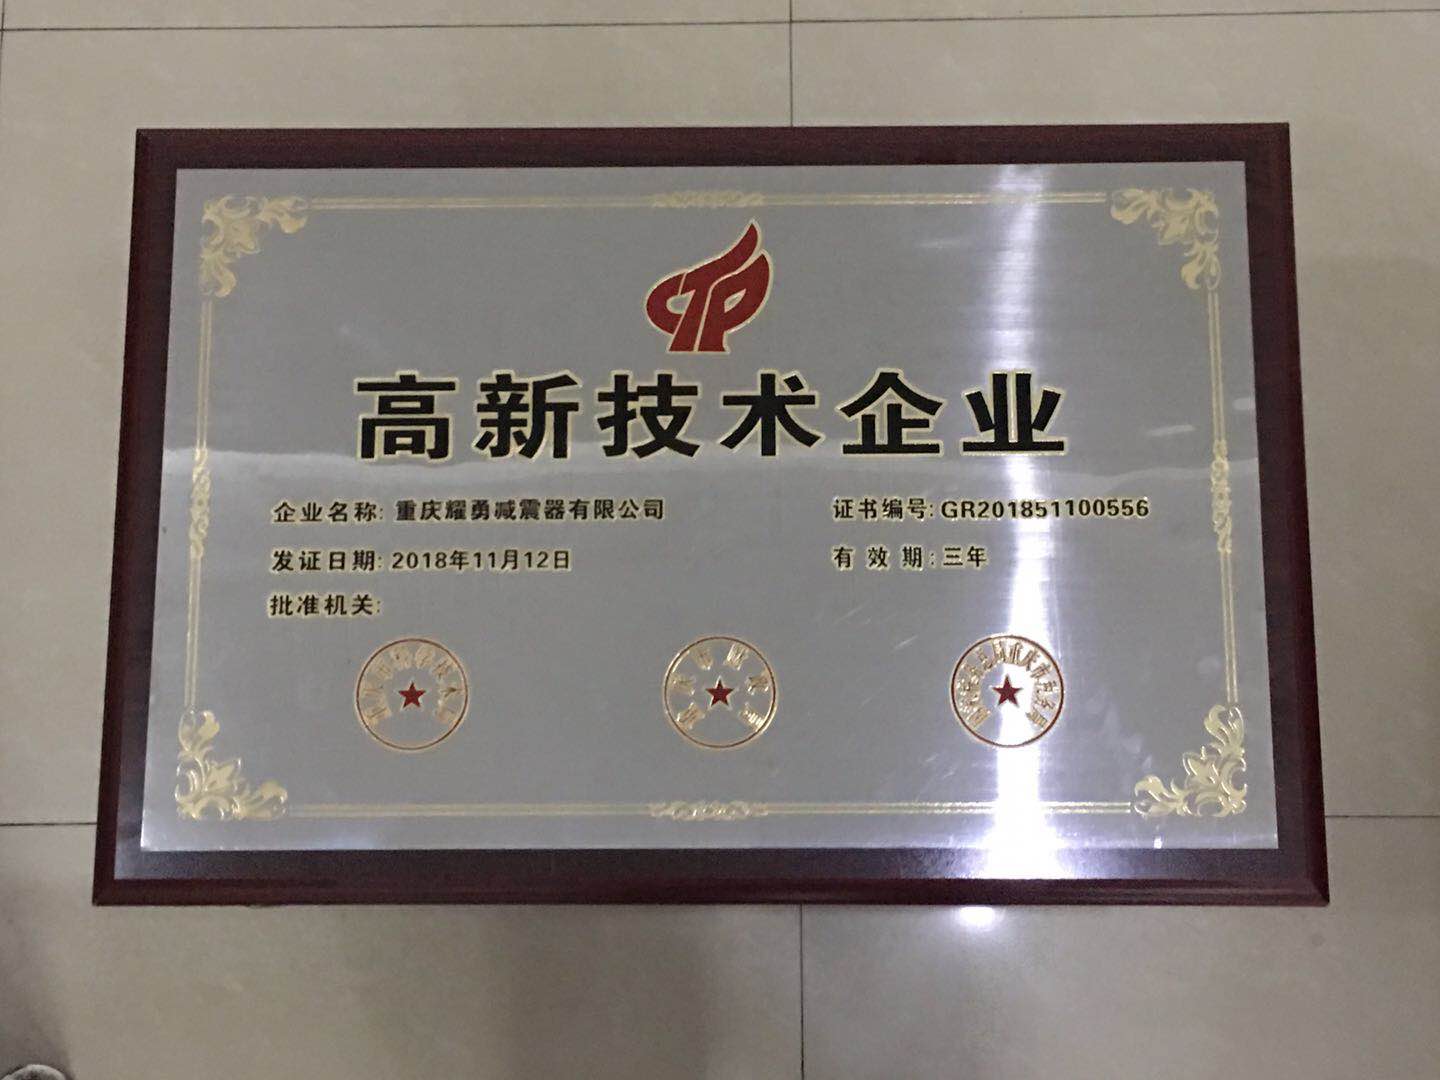 CTP
高新技术企业
企业名称: 重庆耀勇减震器有限公司
证书编号: GR201851100556
发证日期: 2018年11月12日
有 效 期: 三年
批准机关: